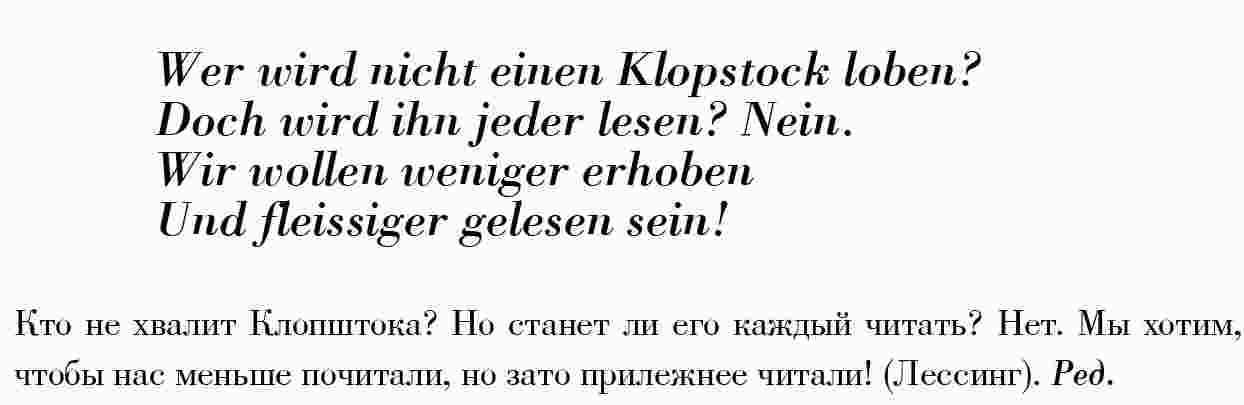 Wer wird nicht einen Klopstock loben?
Doch wird ihn jeder lesen? Nein.
Wir wollen weniger erhoben
Und fleissiger gelesen sein!
Кто не хвалит Клопштока? Но станет ли его каждый читать? Нет. Мы хотим,
чтобы нас меньше почитали, но зато прилежнее читали! (Лессинг). Ред.